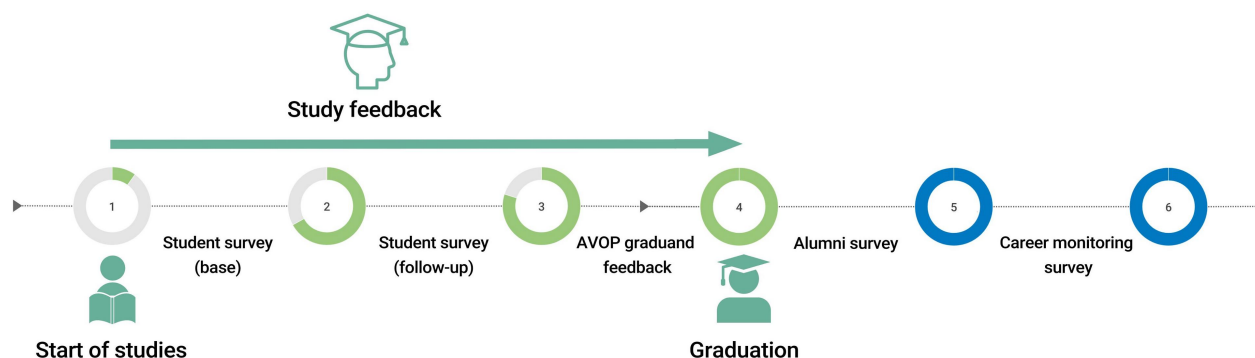 Study feedback
1
2
3
4
5
6
Student survey
(base)
Student survey
(follow-up)
AVOP graduand
feedback
Alumni survey
Career monitoring
survey
Start of studies
Graduation